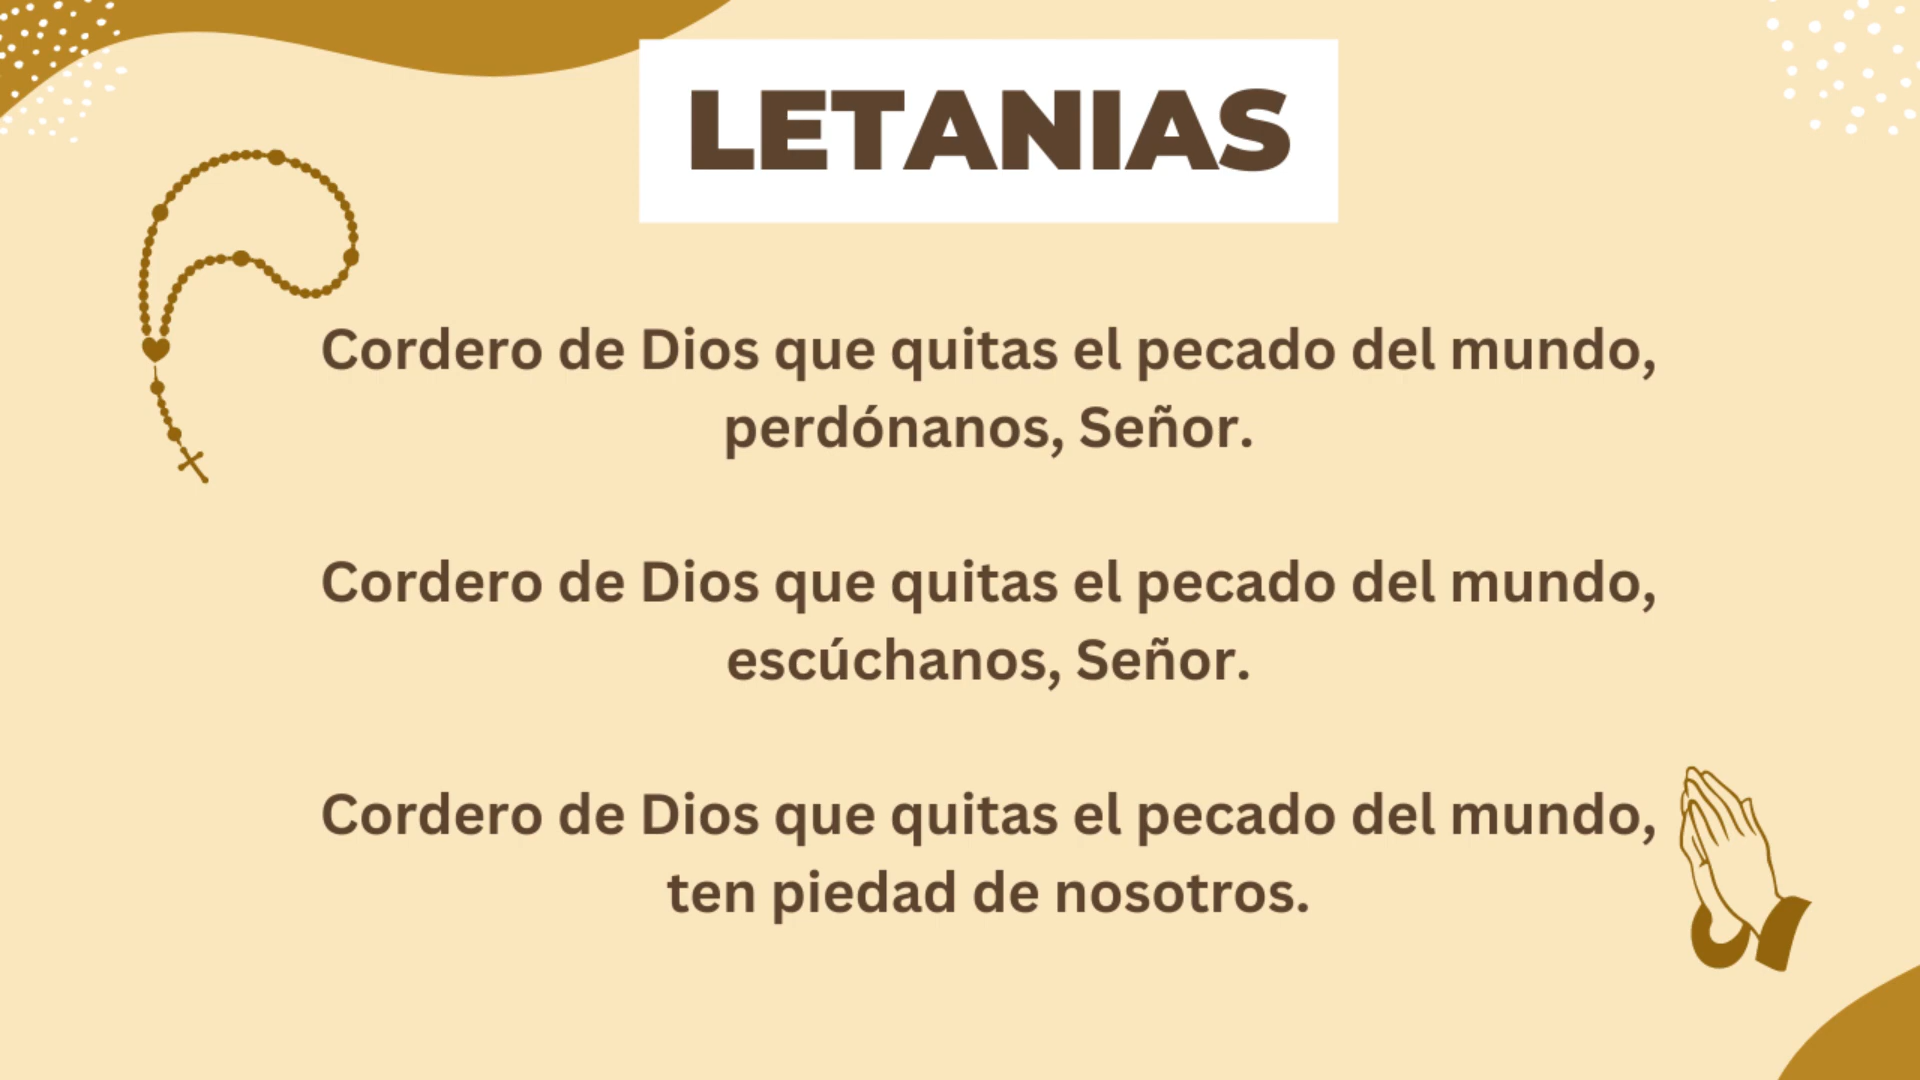 LETANIAS
Cordero de Dios que quitas el pecado del mundo,
perdónanos, Señor.
Cordero de Dios que quitas el pecado del mundo,
escúchanos, Señor.
Cordero de Dios que quitas el pecado del mundo,
ten piedad de nosotros.